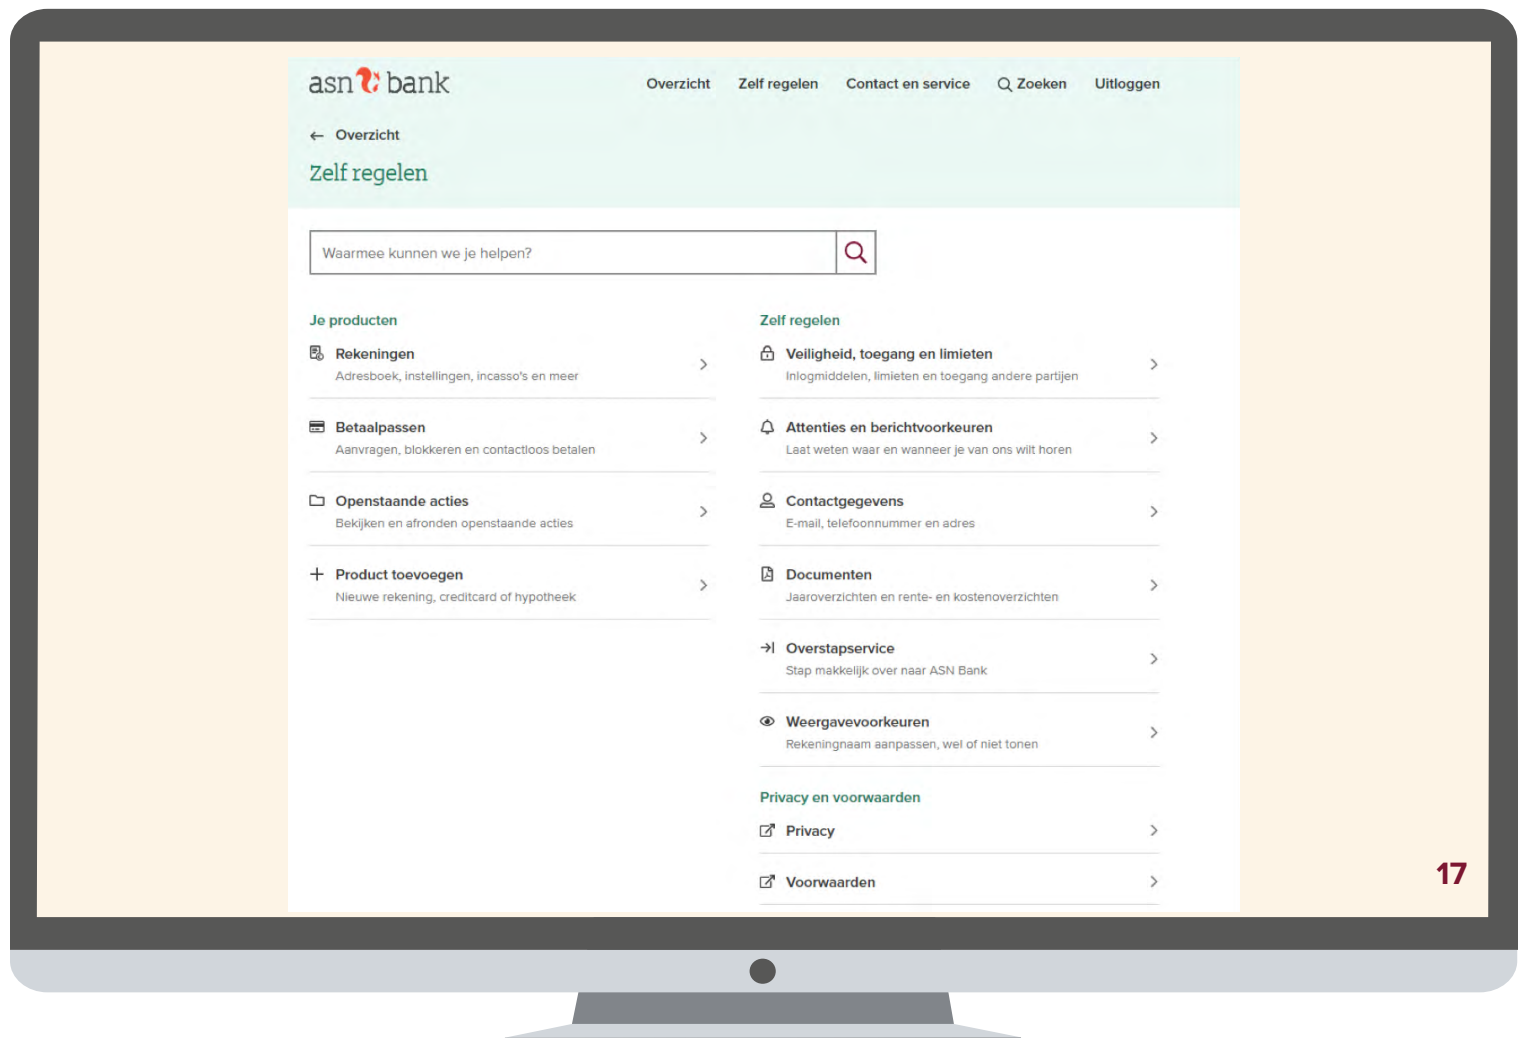 asn bank
Overzicht Zelf regelen Contact en service Zoeken Uitloggen
← Overzicht
Zelf regelen
Waarmee kunnen we je helpen?
Je producten
Rekeningen
Adresboek, instellingen, incasso's en meer
Betaalpassen
Aanvragen, blokkeren en contactloos betalen
Openstaande acties
Bekijken en afronden openstaande acties
Product toevoegen
Nieuwe rekening, creditcard of hypotheek
Zelf regelen
Veiligheid, toegang en limieten
Inlogmiddelen, limieten en toegang andere partijen
Attenties en berichtvoorkeuren
Laat weten waar en wanneer je van ons wilt horen
Contactgegevens
E-mail, telefoonnummer en adres
Documenten
Jaaroverzichten en rente- en kostenoverzichten
Overstapservice
Stap makkelijk over naar ASN Bank
Weergavevoorkeuren
Rekeningnaam aanpassen, wel of niet tonen
Privacy en voorwaarden
Privacy
Voorwaarden
17